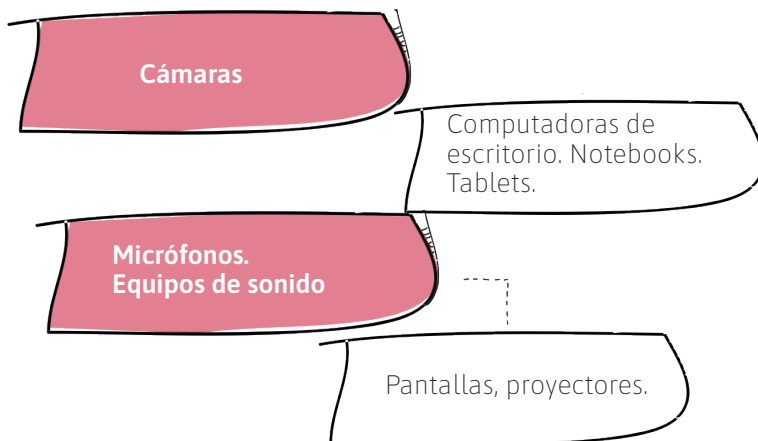 Cámaras
Computadoras de
escritorio. Notebooks.
Tablets.
Micrófonos.
Equipos de sonido
Pantallas, proyectores.